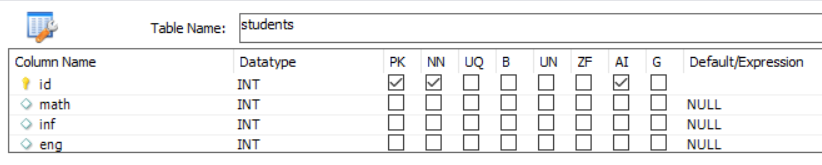 Table Name: students
Column Name Datatype PK NN UQ B UN ZF AI G Default/Expression
id INT
math INT NULL
inf INT NULL
eng INT NULL